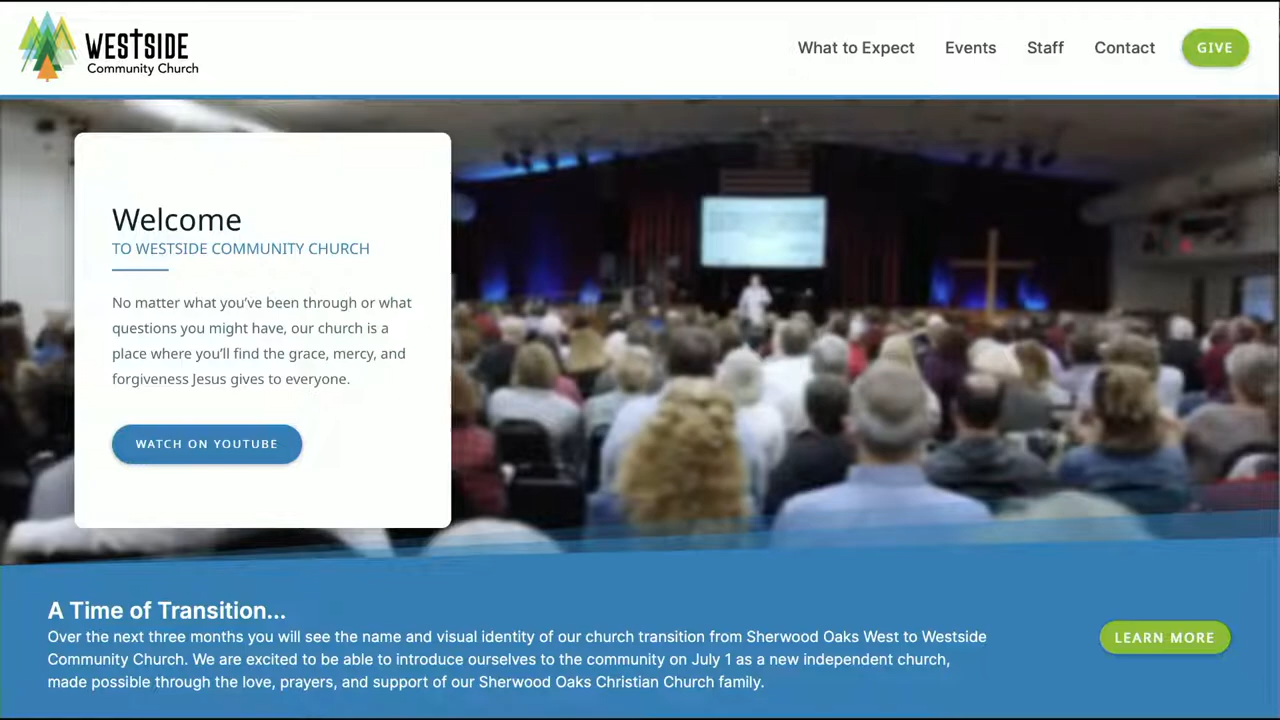 WESTSIDE
Community Church
What to Expect
Events
Staff
Contact
GIVE
Welcome
TO WESTSIDE COMMUNITY CHURCH
No matter what you've been through or what
questions you might have, our church is a
place where you'll find the grace, mercy, and
forgiveness Jesus gives to everyone.
WATCH ON YOUTUBE
A Time of Transition...
Over the next three months you will see the name and visual identity of our church transition from Sherwood Oaks West to Westside
Community Church. We are excited to be able to introduce ourselves to the community on July 1 as a new independent church,
made possible through the love, prayers, and support of our Sherwood Oaks Christian Church family.
LEARN MORE